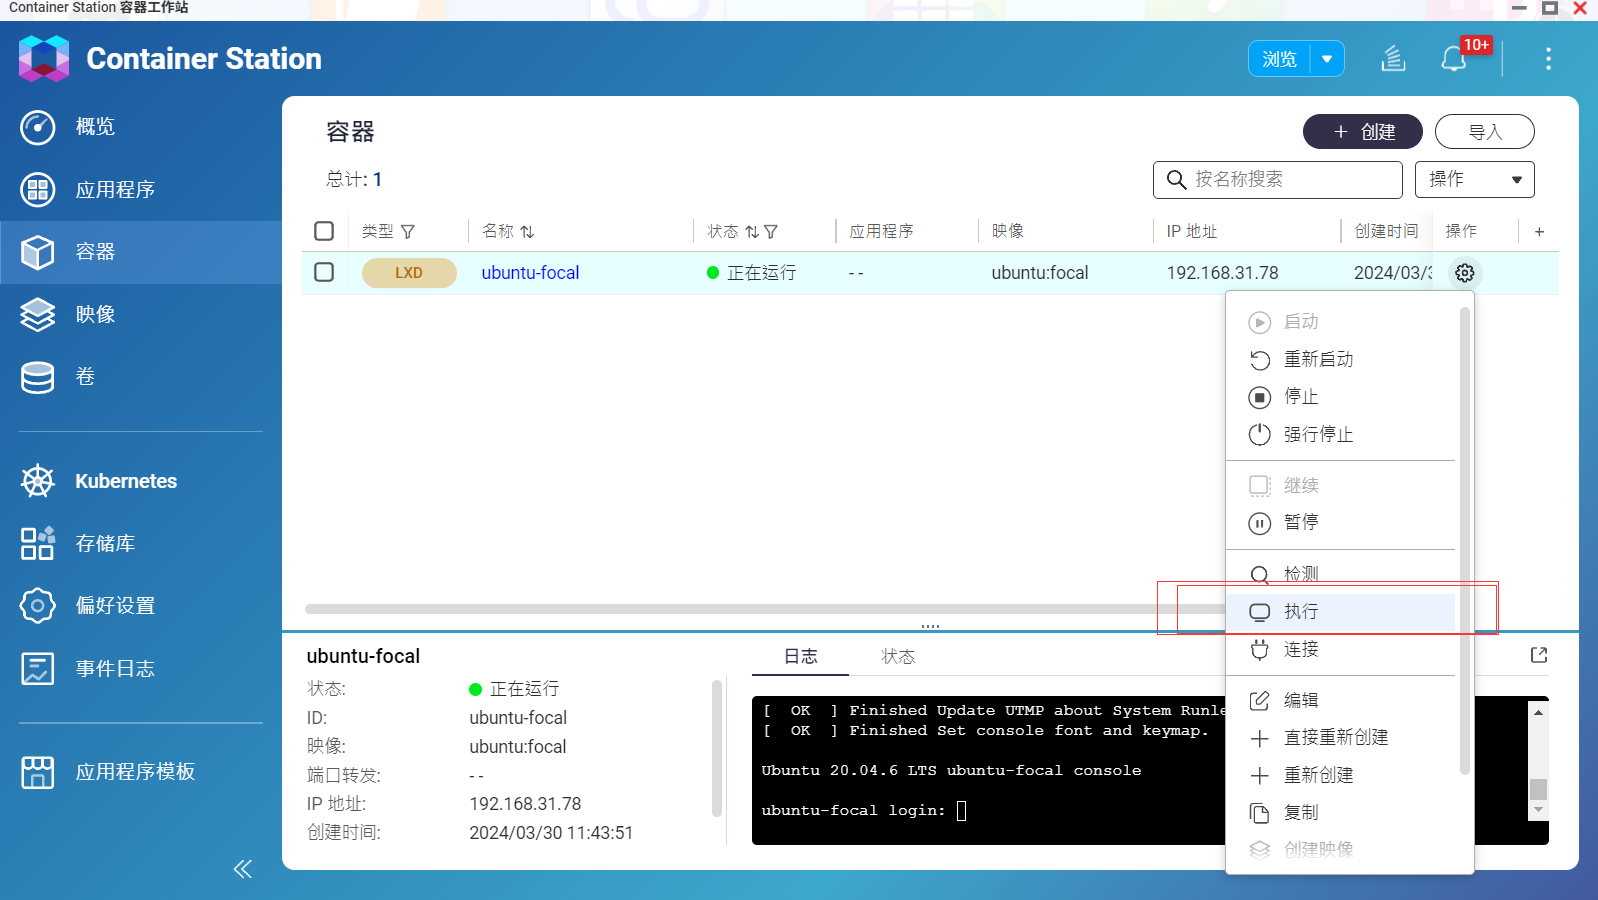 Container Station 容器工作站
Container Station
浏览
10+
概览
应用程序
容器
映像
卷
Kubernetes
存储库
偏好设置
事件日志
应用程序模板
容器
+ 创建
导入
总计: 1
按名称搜索
操作
类型 名称 状态 应用程序 映像 IP 地址 创建时间 操作 +
LXD ubuntu-focal 正在运行 - - ubuntu:focal 192.168.31.78 2024/03/3
启动
重新启动
停止
强行停止
继续
暂停
检测
执行
连接
编辑
直接重新创建
重新创建
复制
创建映像
ubuntu-focal
状态: 正在运行
ID: ubuntu-focal
映像: ubuntu:focal
端口转发: - -
IP 地址: 192.168.31.78
创建时间: 2024/03/30 11:43:51
日志 状态
[ OK ] Finished Update UTMP about System Runle
[ OK ] Finished Set console font and keymap.
Ubuntu 20.04.6 LTS ubuntu-focal console
ubuntu-focal login: